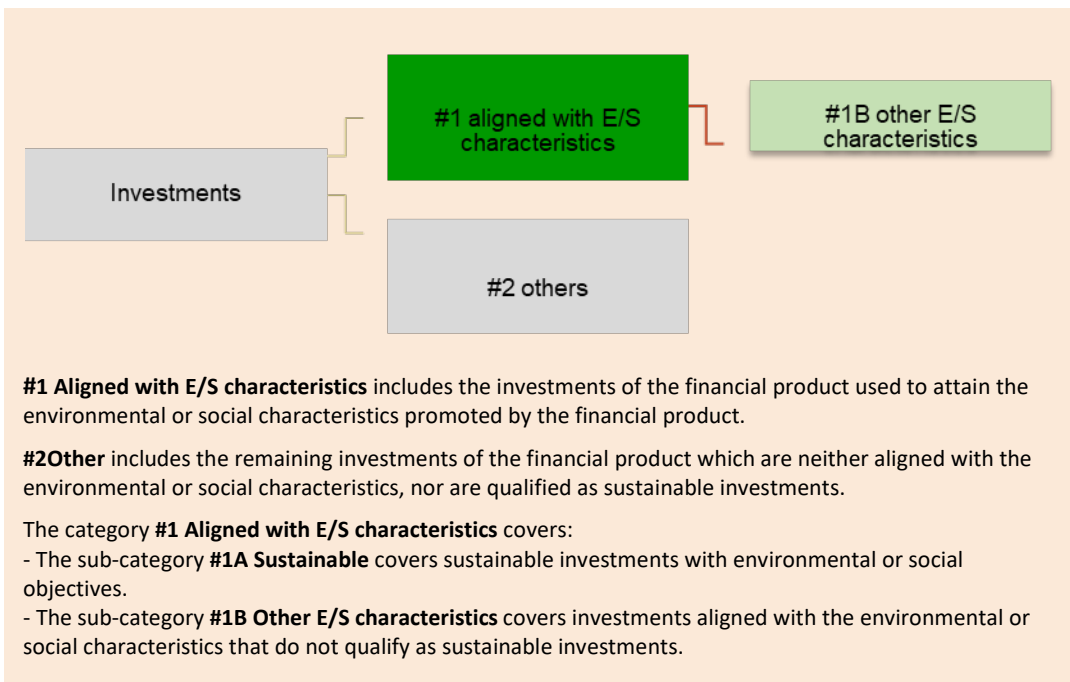 #1 aligned with E/S
characteristics
#1B other E/S
characteristics
Investments
#2 others
#1 Aligned with E/S characteristics includes the investments of the financial product used to attain the
environmental or social characteristics promoted by the financial product.
#2Other includes the remaining investments of the financial product which are neither aligned with the
environmental or social characteristics, nor are qualified as sustainable investments.
The category #1 Aligned with E/S characteristics covers:
- The sub-category #1A Sustainable covers sustainable investments with environmental or social
objectives.
- The sub-category #1B Other E/S characteristics covers investments aligned with the environmental or
social characteristics that do not qualify as sustainable investments.